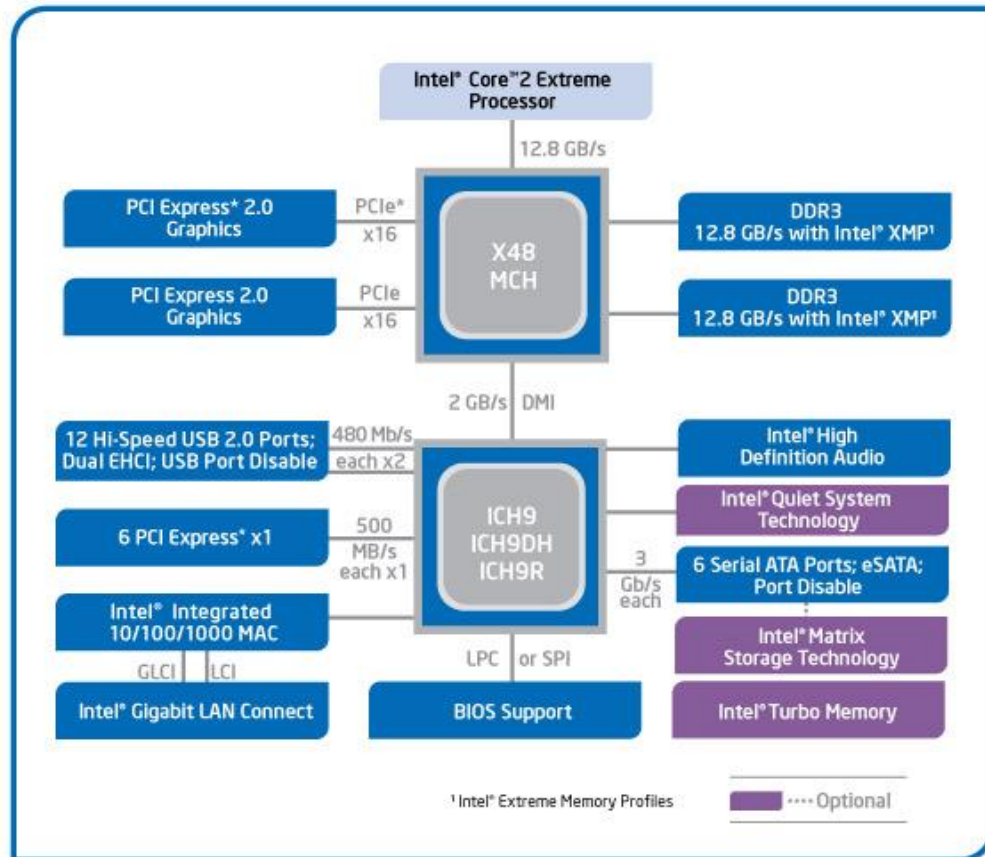 Intel® Core™2 Extreme
Processor
12.8 GB/s
PCI Express* 2.0
Graphics
PCIe*
x16
X48
MCH
DDR3
12.8 GB/s with Intel® XMP¹
PCI Express 2.0
Graphics
PCIe
x16
DDR3
12.8 GB/s with Intel® XMP¹
2 GB/s DMI
12 Hi-Speed USB 2.0 Ports;
Dual EHCI; USB Port Disable
480 Mb/s
each x2
Intel® High
Definition Audio
ICH9
ICH9DH
ICH9R
Intel® Quiet System
Technology
6 PCI Express* x1
500
MB/s
each x1
3
Gb/s
each
6 Serial ATA Ports; eSATA;
Port Disable
Intel® Integrated
10/100/1000 MAC
Intel® Matrix
Storage Technology
GLCI LCI
LPC or SPI
Intel® Gigabit LAN Connect
BIOS Support
Intel® Turbo Memory
¹ Intel® Extreme Memory Profiles
Optional